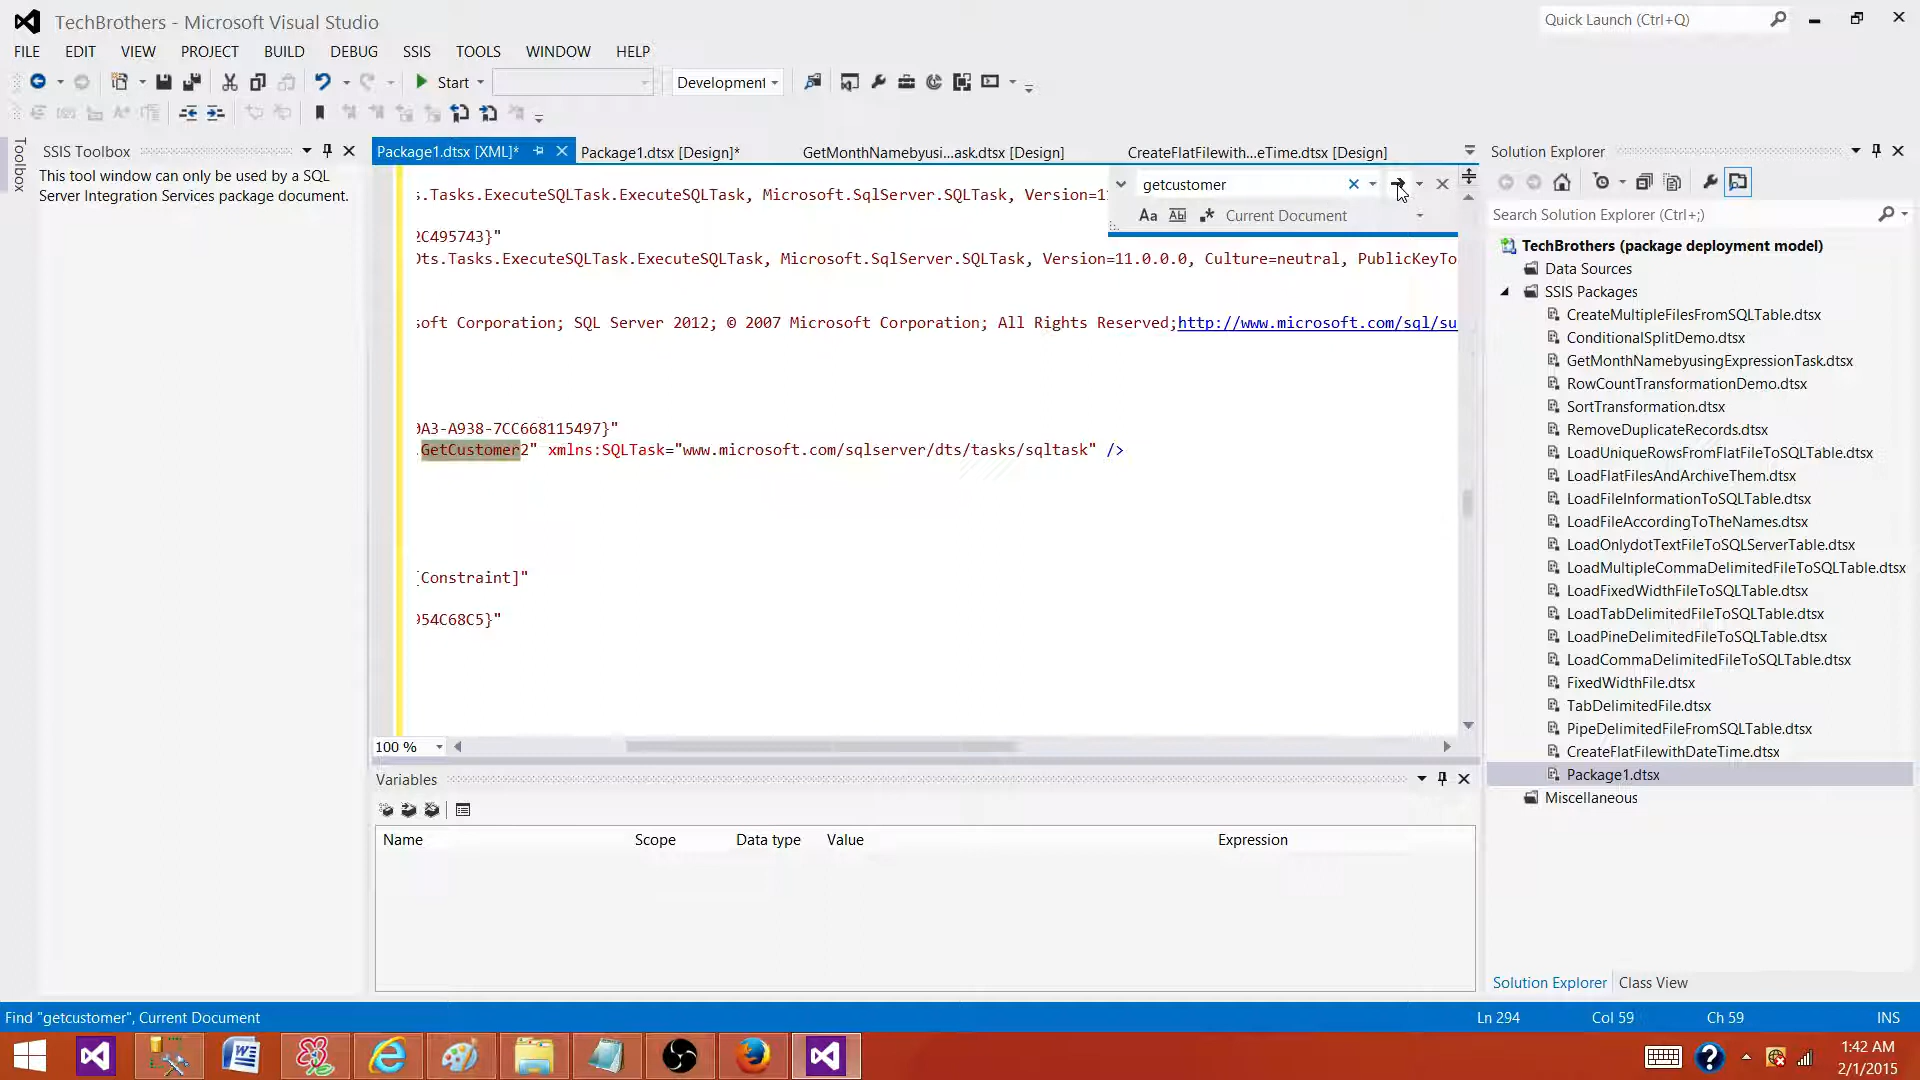 TechBrothers - Microsoft Visual Studio
Quick Launch (Ctrl+Q)
FILE EDIT VIEW PROJECT BUILD DEBUG SSIS TOOLS WINDOW HELP
Start Development
Toolbox
SSIS Toolbox
This tool window can only be used by a SQL
Server Integration Services package document.
Package1.dtsx [XML]* Package1.dtsx [Design]* GetMonthNamebyusi...ask.dtsx [Design] CreateFlatFilewith...eTime.dtsx [Design]
getcustomer
Aa Abl Current Document
s.Tasks.ExecuteSQLTask.ExecuteSQLTask, Microsoft.SqlServer.SQLTask, Version=1
2C495743}"
Dts.Tasks.ExecuteSQLTask.ExecuteSQLTask, Microsoft.SqlServer.SQLTask, Version=11.0.0.0, Culture=neutral, PublicKeyTo
soft Corporation; SQL Server 2012; © 2007 Microsoft Corporation; All Rights Reserved;http://www.microsoft.com/sql/su
0A3-A938-7CC668115497}"
.GetCustomer2" xmlns:SQLTask="www.microsoft.com/sqlserver/dts/tasks/sqltask" />
[Constraint]"
954C68C5}"
100 %
Variables
Name Scope Data type Value Expression
Solution Explorer
Search Solution Explorer (Ctrl+;)
TechBrothers (package deployment model)
Data Sources
SSIS Packages
CreateMultipleFilesFromSQLTable.dtsx
ConditionalSplitDemo.dtsx
GetMonthNamebyusingExpressionTask.dtsx
RowCountTransformationDemo.dtsx
SortTransformation.dtsx
RemoveDuplicateRecords.dtsx
LoadUniqueRowsFromFlatFileToSQLTable.dtsx
LoadFlatFilesAndArchiveThem.dtsx
LoadFileInformationToSQLTable.dtsx
LoadFileAccordingToTheNames.dtsx
LoadOnlydotTextFileToSQLServerTable.dtsx
LoadMultipleCommaDelimitedFileToSQLTable.dtsx
LoadFixedWidthFileToSQLTable.dtsx
LoadTabDelimitedFileToSQLTable.dtsx
LoadPineDelimitedFileToSQLTable.dtsx
LoadCommaDelimitedFileToSQLTable.dtsx
FixedWidthFile.dtsx
TabDelimitedFile.dtsx
PipeDelimitedFileFromSQLTable.dtsx
CreateFlatFilewithDateTime.dtsx
Package1.dtsx
Miscellaneous
Solution Explorer Class View
Find "getcustomer", Current Document Ln 294 Col 59 Ch 59 INS
1:42 AM
2/1/2015